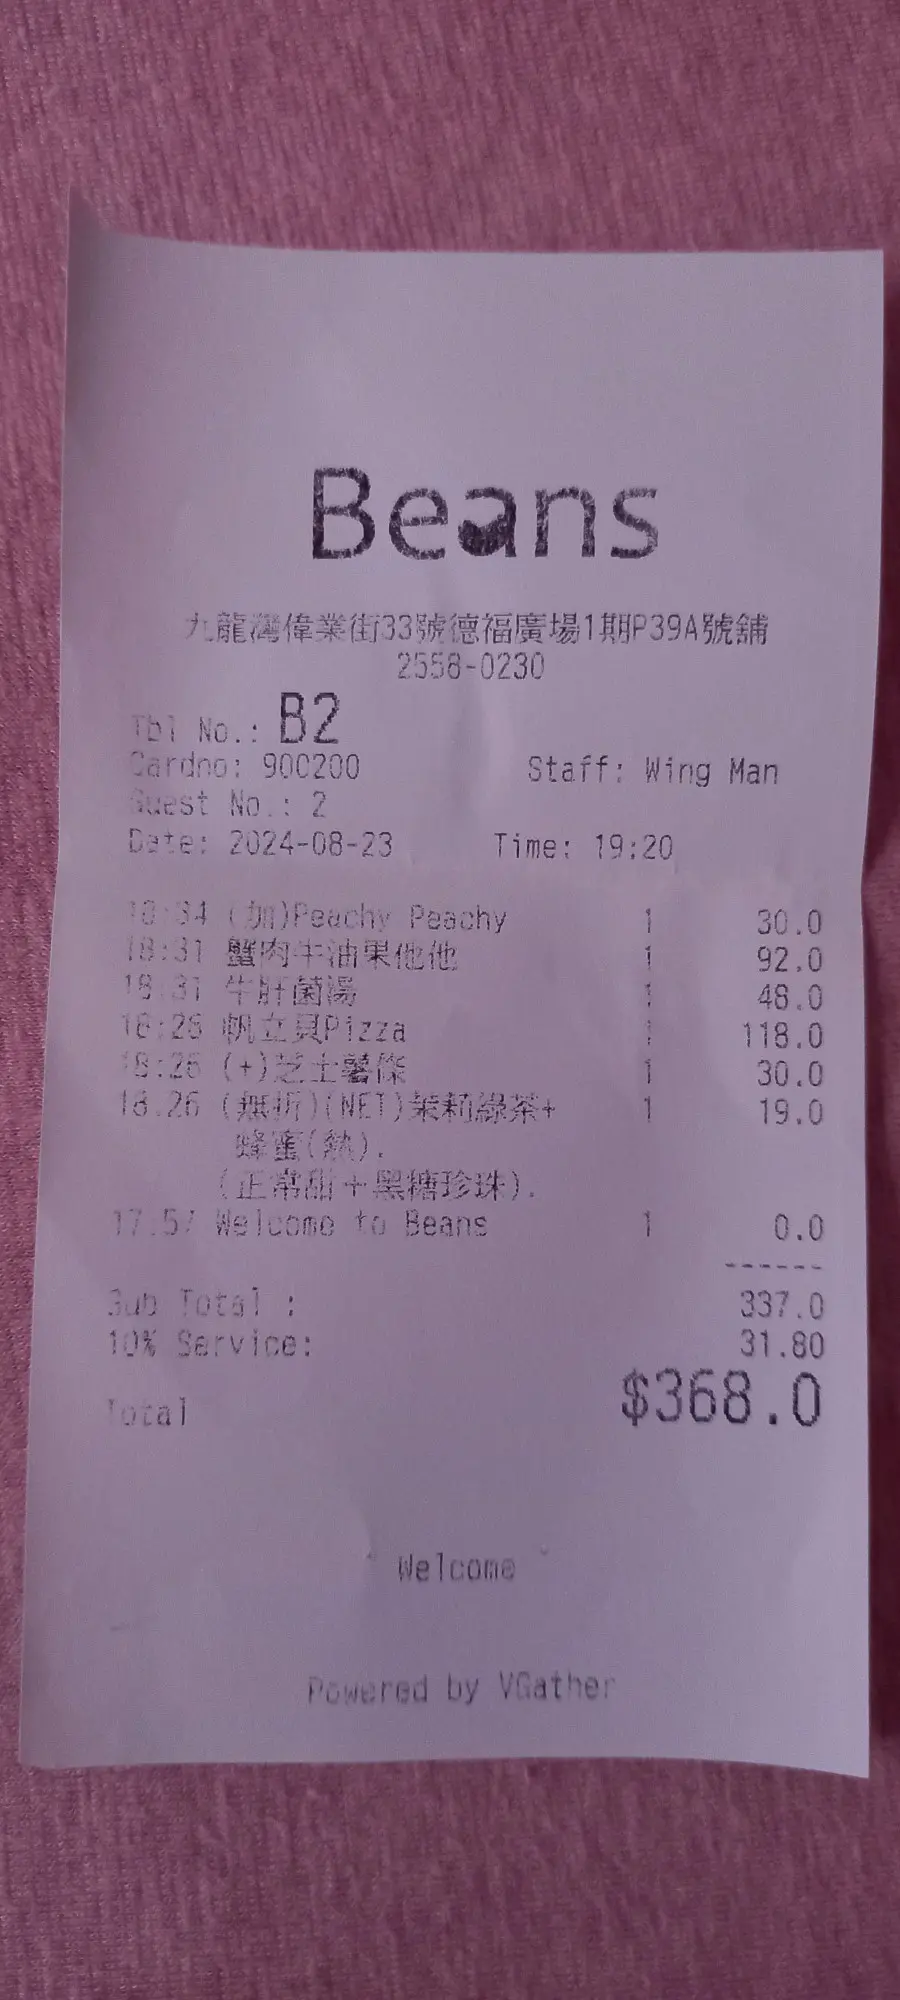 Beans
九龍灣偉業街33號德福廣場1期P39A號舖
2558-0230
Tbl No.: B2
Cardno: 900200 Staff: Wing Man
Guest No.: 2
Date: 2024-08-23 Time: 19:20
18:34 (加)Peachy Peachy 1 30.0
18:31 蟹肉牛油果他他 1 92.0
18:31 牛肝菌湯 1 48.0
18:26 帆立貝Pizza 1 118.0
18:26 (+)芝士薯條 1 30.0
18:26 (無折)(NET)茉莉綠茶+ 1 19.0
蜂蜜(熱).
(正常甜＋黑糖珍珠).
17:57 Welcome to Beans 1 0.0
------
Sub Total : 337.0
10% Service: 31.80
Total $368.0
Welcome
Powered by VGather